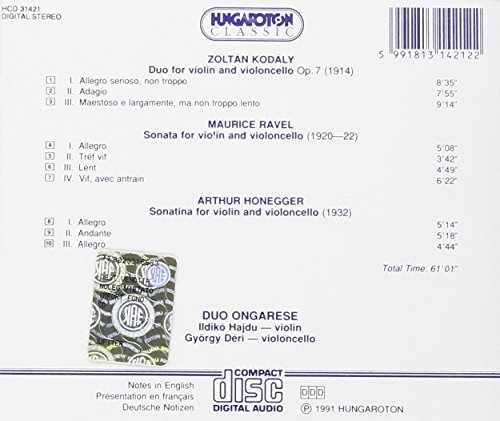 HCD 31421
DIGITAL STEREO
HUNGAROTON
CLASSIC
5 991813 142122
ZOLTÁN KODÁLY
Duo for violin and violoncello Op. 7 (1914)
1 I. Allegro serioso, non troppo 8'35"
2 II. Adagio 7'55"
3 III. Maestoso e largamente, ma non troppo lento 9'14"
MAURICE RAVEL
Sonata for vio'in and violoncello (1920—22)
4 I. Allegro 5'08"
5 II. Tréf vif 3'42"
6 III. Lent 4'49"
7 IV. Vif, avec antrain 6'22"
ARTHUR HONEGGER
Sonatina for violin and violoncello (1932)
8 I. Allegro 5'14"
9 II. Andante 5'18"
10 III. Allegro 4'44"
Total Time: 61'01"
DUO ONGARESE
Ildikó Hajdu — violin
György Déri — violoncello
Notes in English
Présentation en français
Deutsche Notizen
COMPACT
disc
DIGITAL AUDIO
DDD
℗ 1991 HUNGAROTON